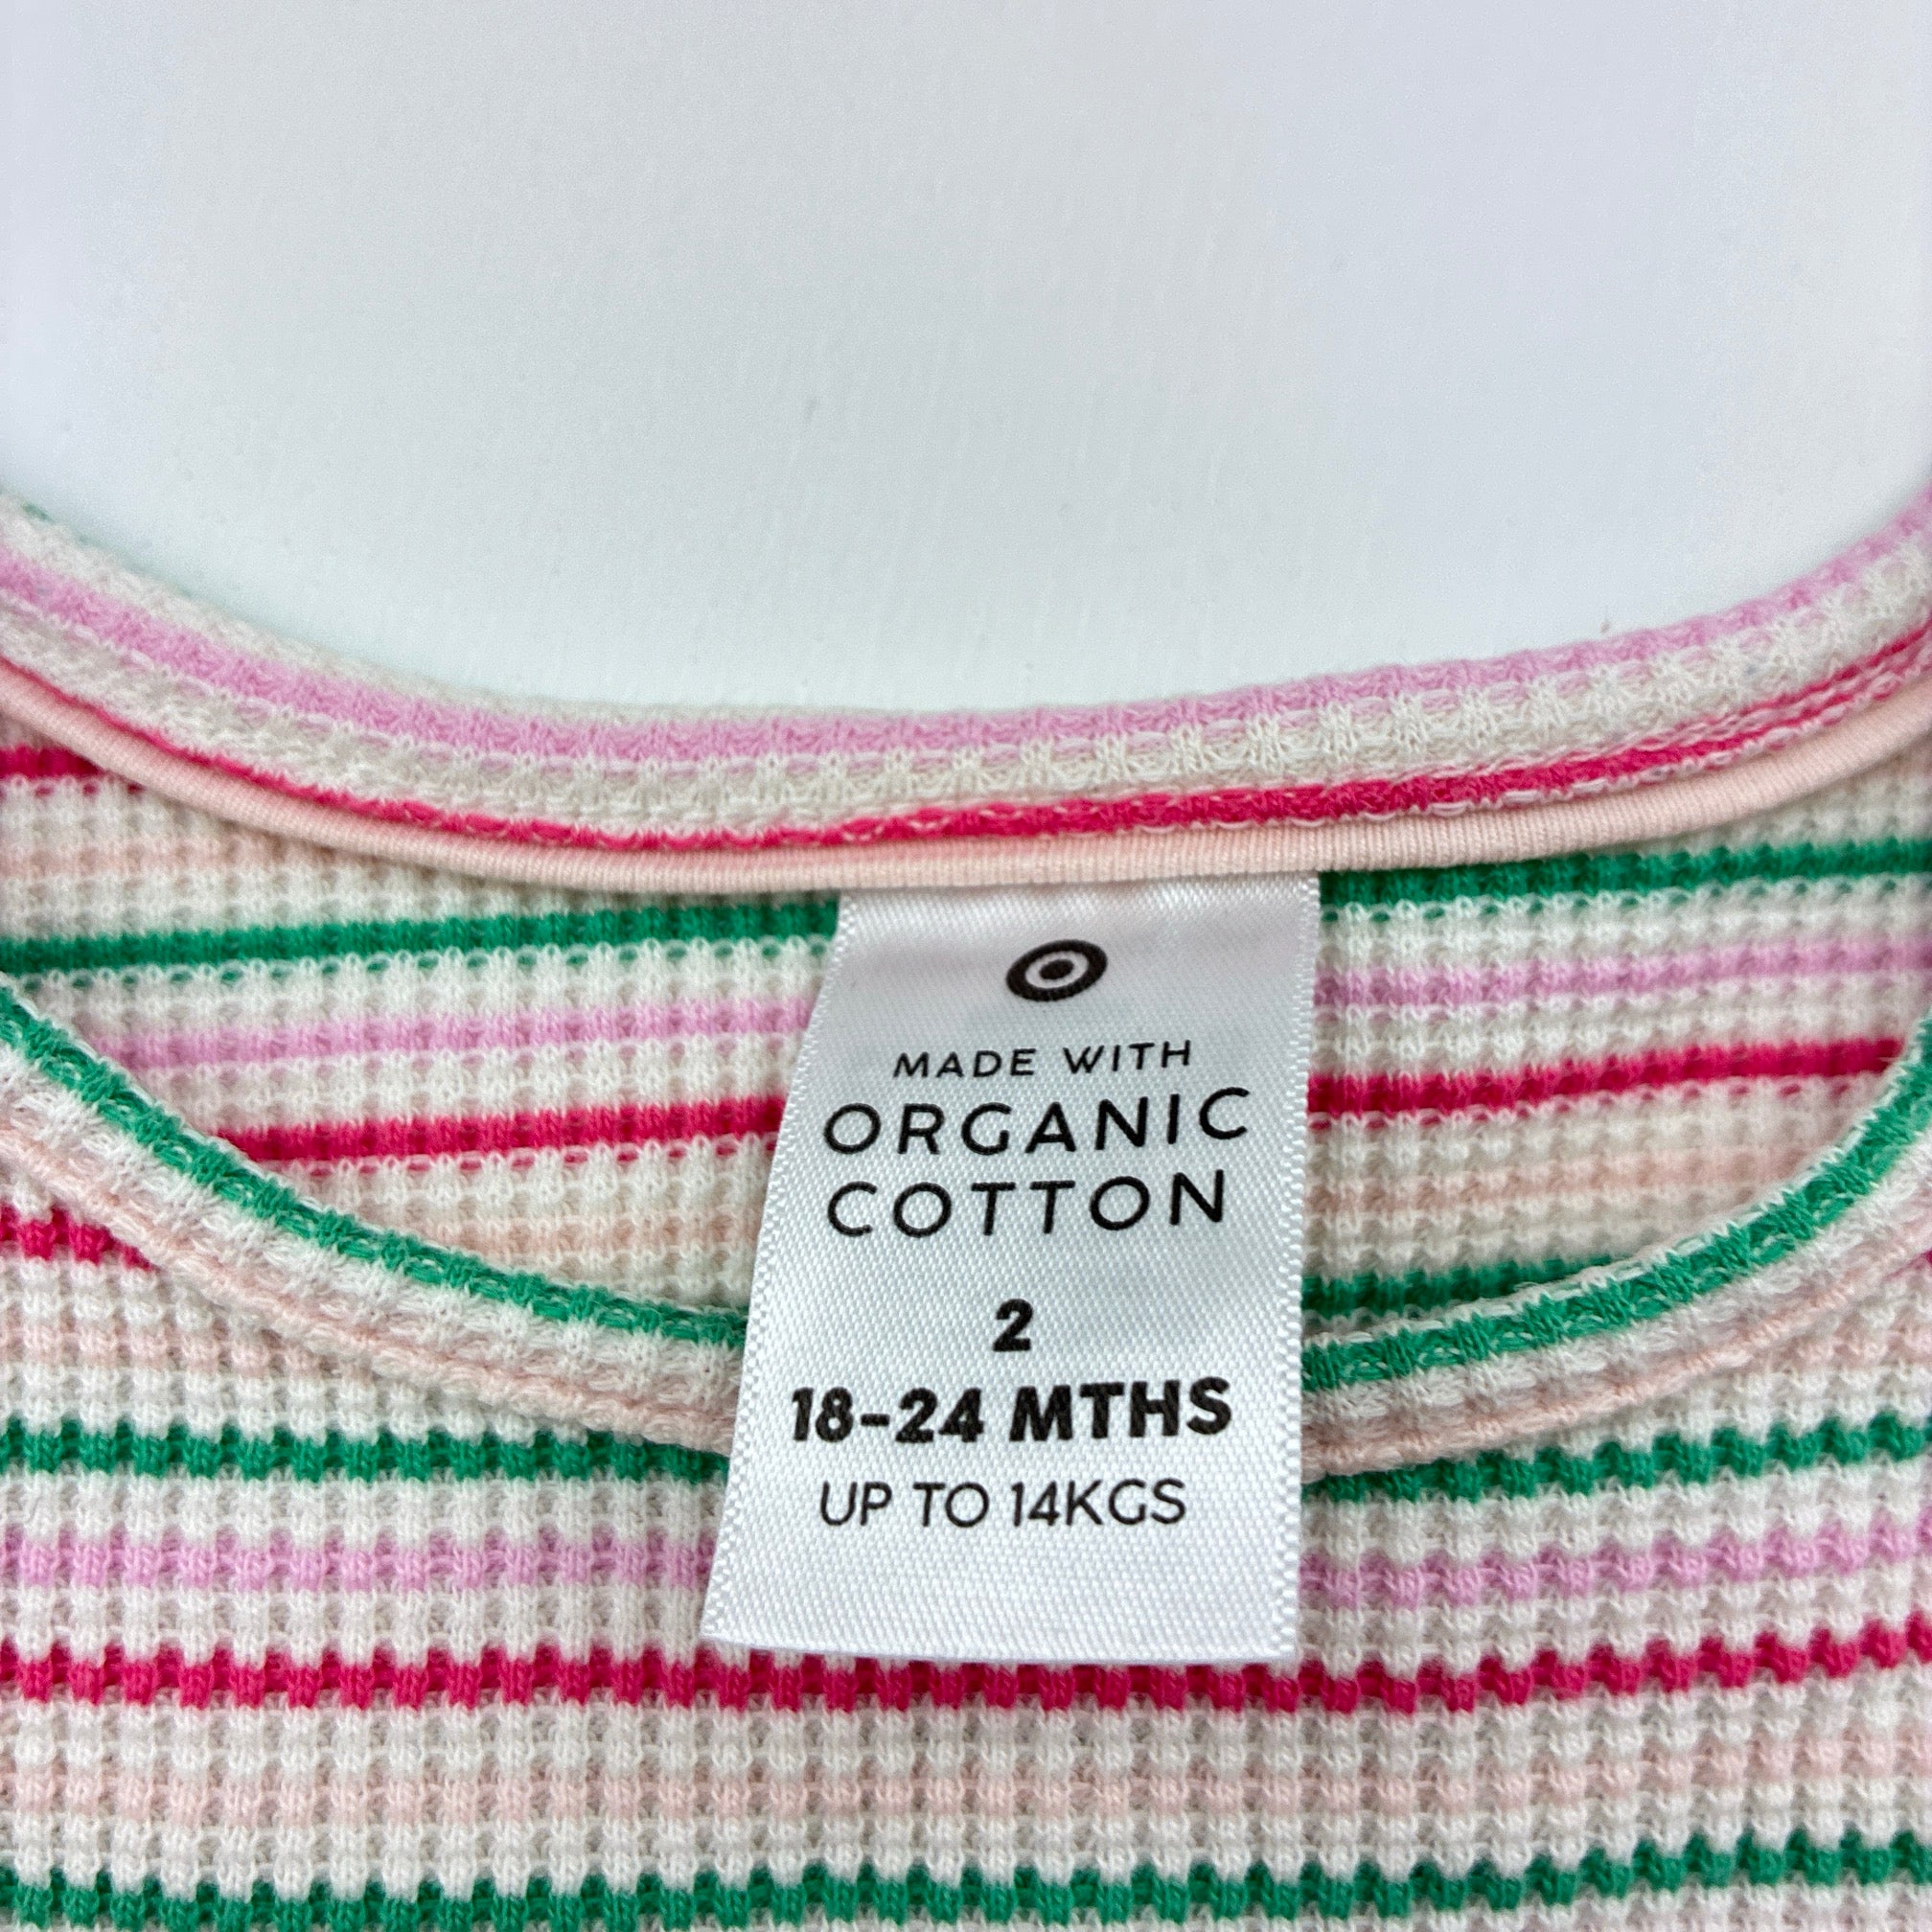 MADE WITH
ORGANIC
COTTON
2
18-24 MTHS
UP TO 14KGS